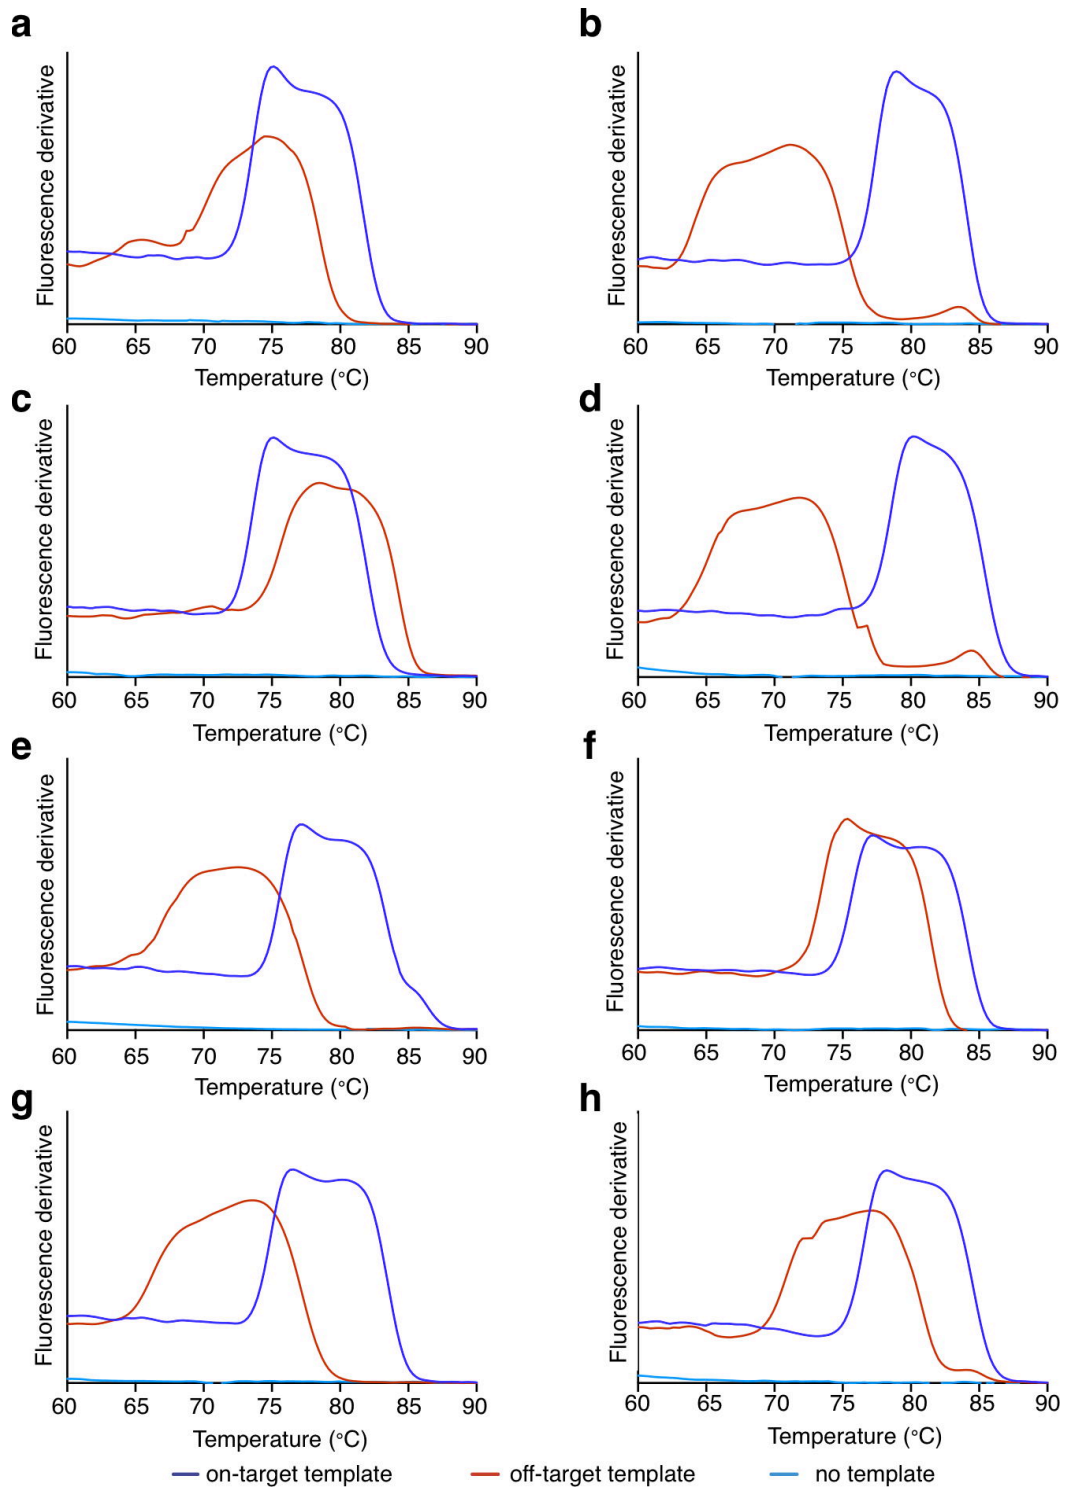 a
b
Fluorescence derivative
Fluorescence derivative
60 65 70 75 80 85 90
60 65 70 75 80 85 90
Temperature (°C)
Temperature (°C)
c
d
Fluorescence derivative
Fluorescence derivative
60 65 70 75 80 85 90
60 65 70 75 80 85 90
Temperature (°C)
Temperature (°C)
e
f
Fluorescence derivative
Fluorescence derivative
60 65 70 75 80 85 90
60 65 70 75 80 85 90
Temperature (°C)
Temperature (°C)
g
h
Fluorescence derivative
Fluorescence derivative
60 65 70 75 80 85 90
60 65 70 75 80 85 90
Temperature (°C)
Temperature (°C)
on-target template
off-target template
no template